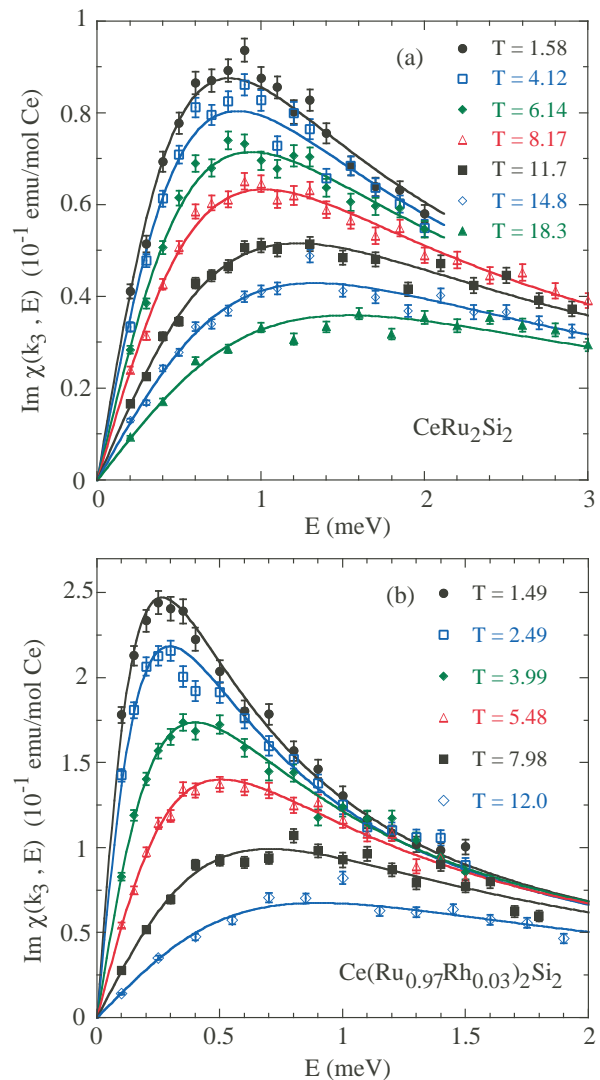 (a)
T = 1.58
T = 4.12
T = 6.14
T = 8.17
T = 11.7
T = 14.8
T = 18.3
1
0.8
0.6
0.4
0.2
0
Im χ(k₃ , E) (10⁻¹ emu/mol Ce)
CeRu₂Si₂
0 1 2 3
E (meV)
(b)
T = 1.49
T = 2.49
T = 3.99
T = 5.48
T = 7.98
T = 12.0
2.5
2
1.5
1
0.5
0
Im χ(k₃ , E) (10⁻¹ emu/mol Ce)
Ce(Ru₀.₉₇Rh₀.₀₃)₂Si₂
0 0.5 1 1.5 2
E (meV)